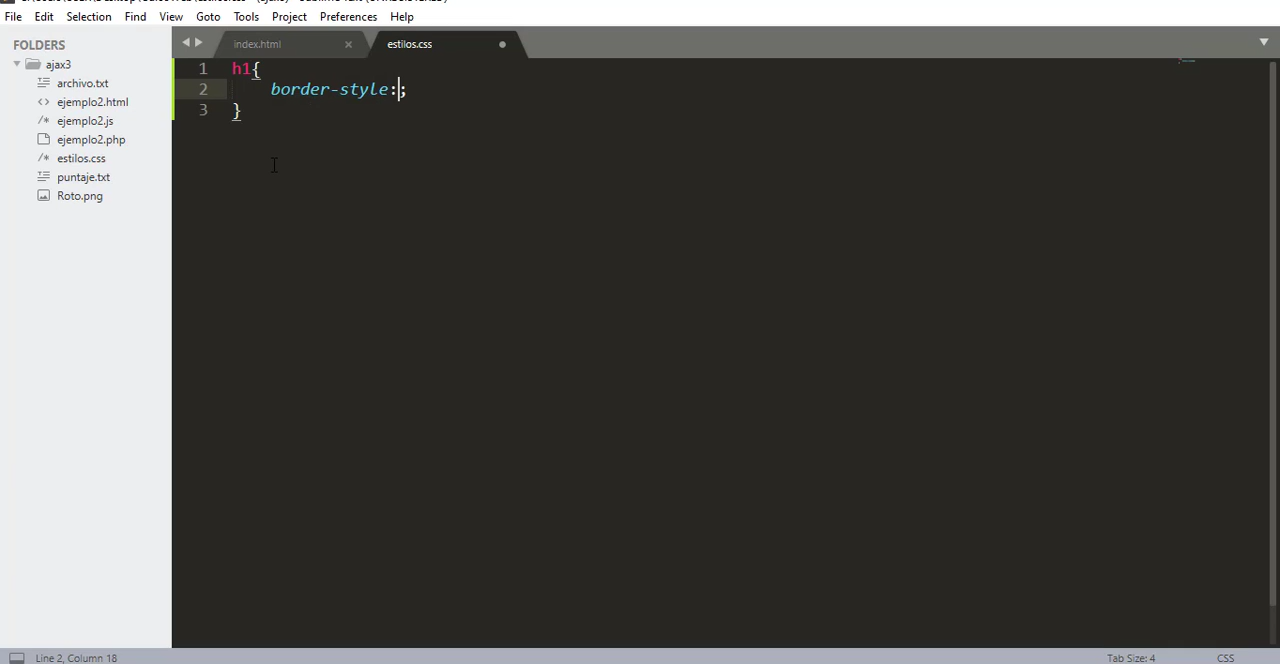 File Edit Selection Find View Goto Tools Project Preferences Help
FOLDERS
ajax3
archivo.txt
ejemplo2.html
ejemplo2.js
ejemplo2.php
estilos.css
puntaje.txt
Roto.png
index.html
estilos.css
1 h1{
2 border-style:;
3 }
Line 2, Column 18
Tab Size: 4
CSS